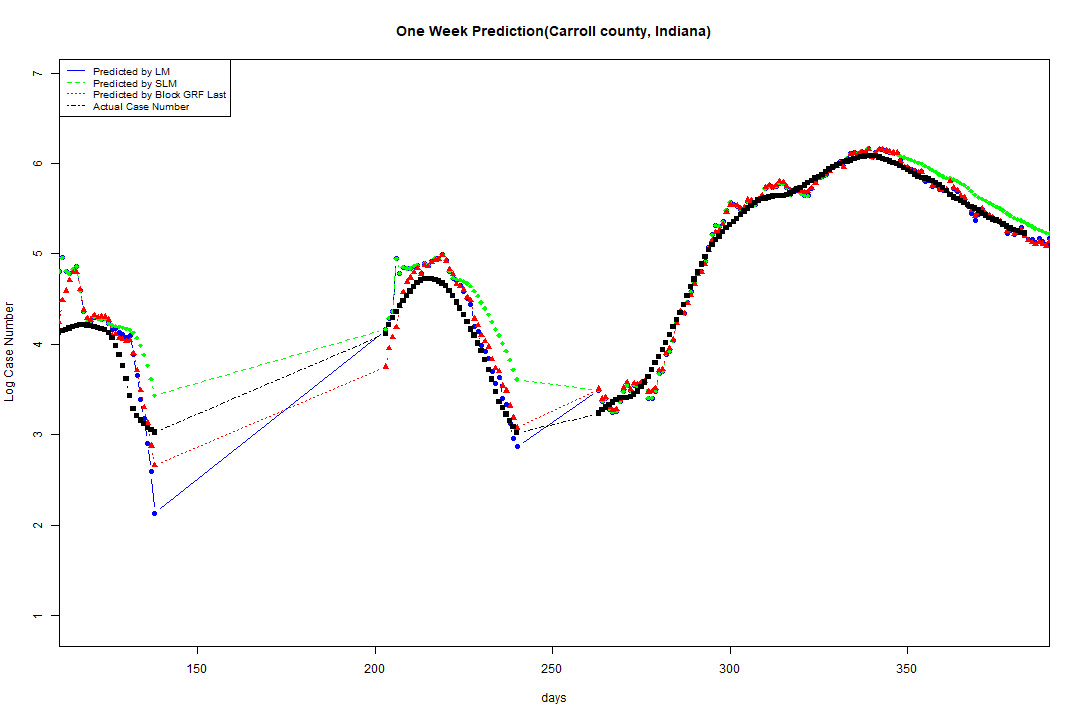 One Week Prediction(Carroll county, Indiana)
7
Predicted by LM
Predicted by SLM
Predicted by Block GRF Last
Actual Case Number
6
5
4
3
2
1
Log Case Number
150
200
250
300
350
days